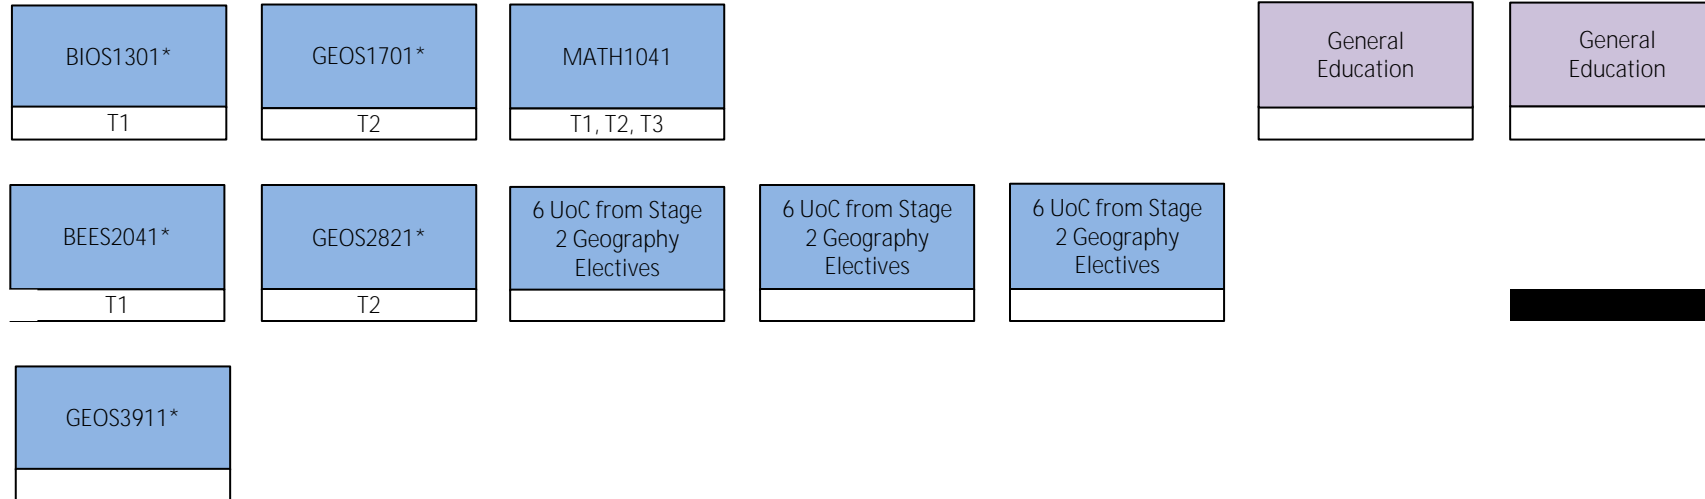 BIOS1301*
T1
GEOS1701*
T2
MATH1041
T1, T2, T3
General
Education
General
Education
BEES2041*
T1
GEOS2821*
T2
6 UoC from Stage
2 Geography
Electives
6 UoC from Stage
2 Geography
Electives
6 UoC from Stage
2 Geography
Electives
GEOS3911*